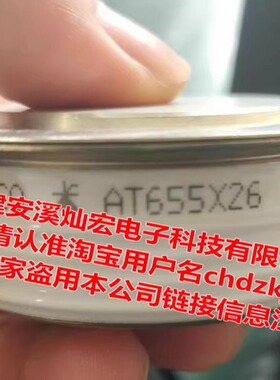 * AT655X26
建安溪灿宏电子科技有限
请认准淘宝用户名chdzk
家盗用本公司链接信息